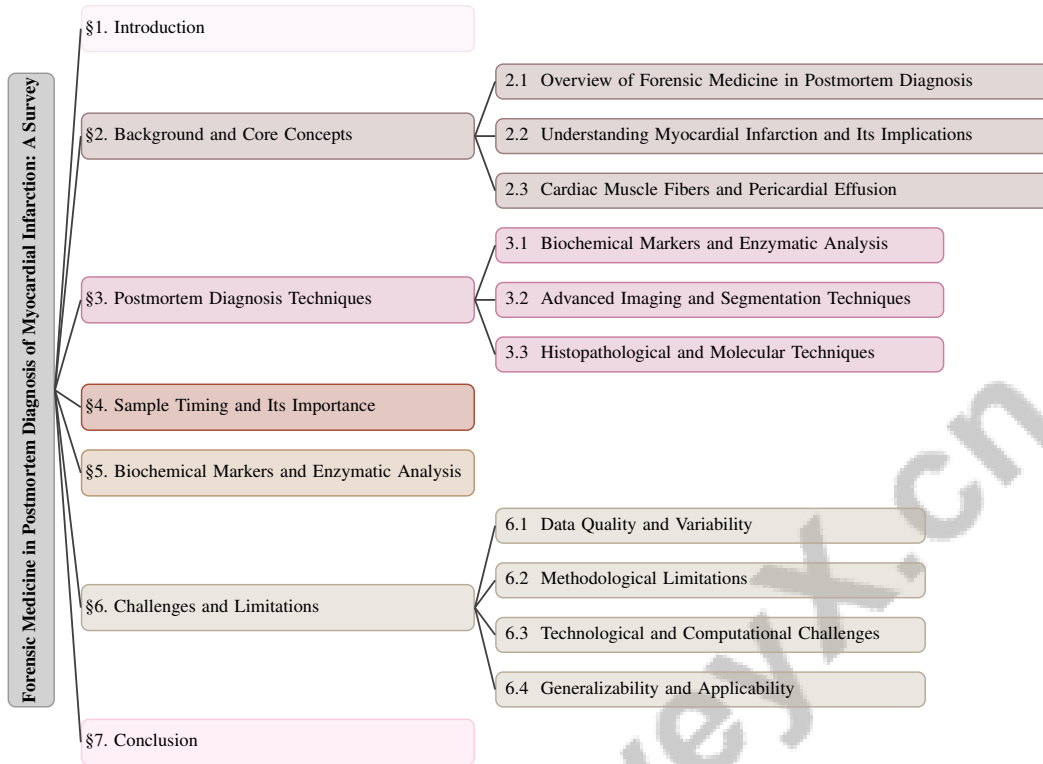 Forensic Medicine in Postmortem Diagnosis of Myocardial Infarction: A Survey
§1. Introduction
§2. Background and Core Concepts
2.1 Overview of Forensic Medicine in Postmortem Diagnosis
2.2 Understanding Myocardial Infarction and Its Implications
2.3 Cardiac Muscle Fibers and Pericardial Effusion
§3. Postmortem Diagnosis Techniques
3.1 Biochemical Markers and Enzymatic Analysis
3.2 Advanced Imaging and Segmentation Techniques
3.3 Histopathological and Molecular Techniques
§4. Sample Timing and Its Importance
§5. Biochemical Markers and Enzymatic Analysis
§6. Challenges and Limitations
6.1 Data Quality and Variability
6.2 Methodological Limitations
6.3 Technological and Computational Challenges
6.4 Generalizability and Applicability
§7. Conclusion
eyX.cn